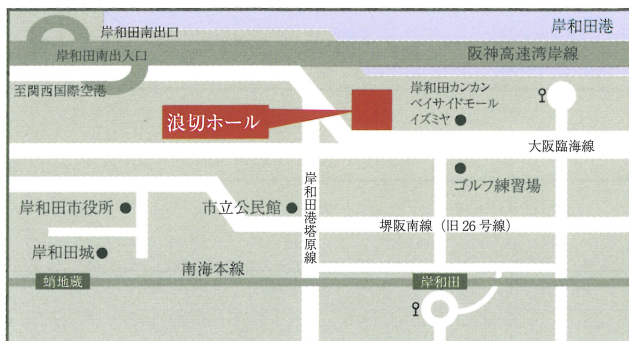 岸和田南出口
岸和田港
岸和田南出入口
阪神高速湾岸線
至関西国際空港
岸和田カンカン
ベイサイドモール
イズミヤ
浪切ホール
大阪臨海線
ゴルフ練習場
岸和田港塔原線
岸和田市役所
市立公民館
堺阪南線（旧26号線）
岸和田城
南海本線
蛸地蔵
岸和田